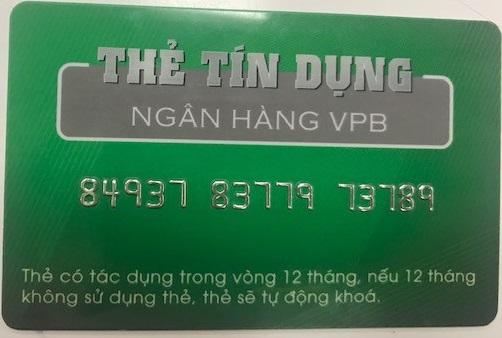 THẺ TÍN DỤNG
NGÂN HÀNG VPB
84937 83779 73789
Thẻ có tác dụng trong vòng 12 tháng, nếu 12 tháng
không sử dụng thẻ, thẻ sẽ tự động khoá.